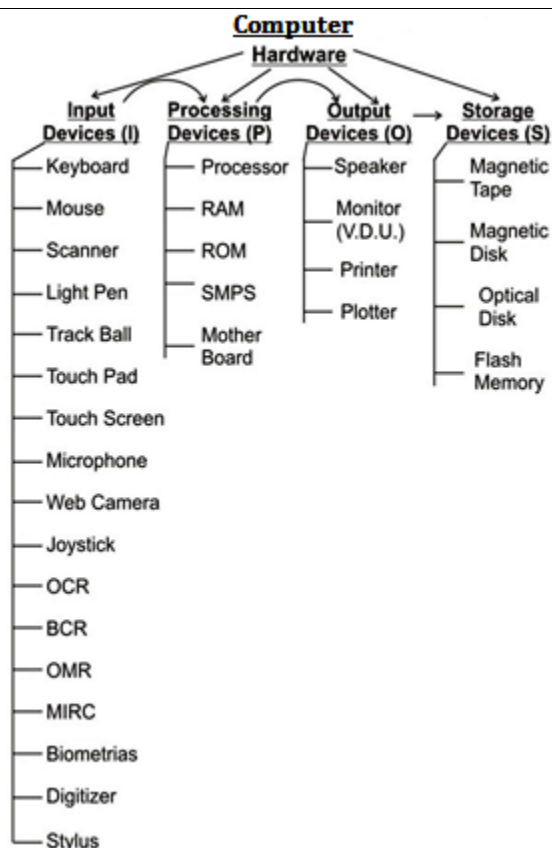 Computer
Hardware
Input
Devices (I)
Keyboard
Mouse
Scanner
Light Pen
Track Ball
Touch Pad
Touch Screen
Microphone
Web Camera
Joystick
OCR
BCR
OMR
MIRC
Biometrias
Digitizer
Stylus
Processing
Devices (P)
Processor
RAM
ROM
SMPS
Mother
Board
Output
Devices (O)
Speaker
Monitor
(V.D.U.)
Printer
Plotter
Storage
Devices (S)
Magnetic
Tape
Magnetic
Disk
Optical
Disk
Flash
Memory